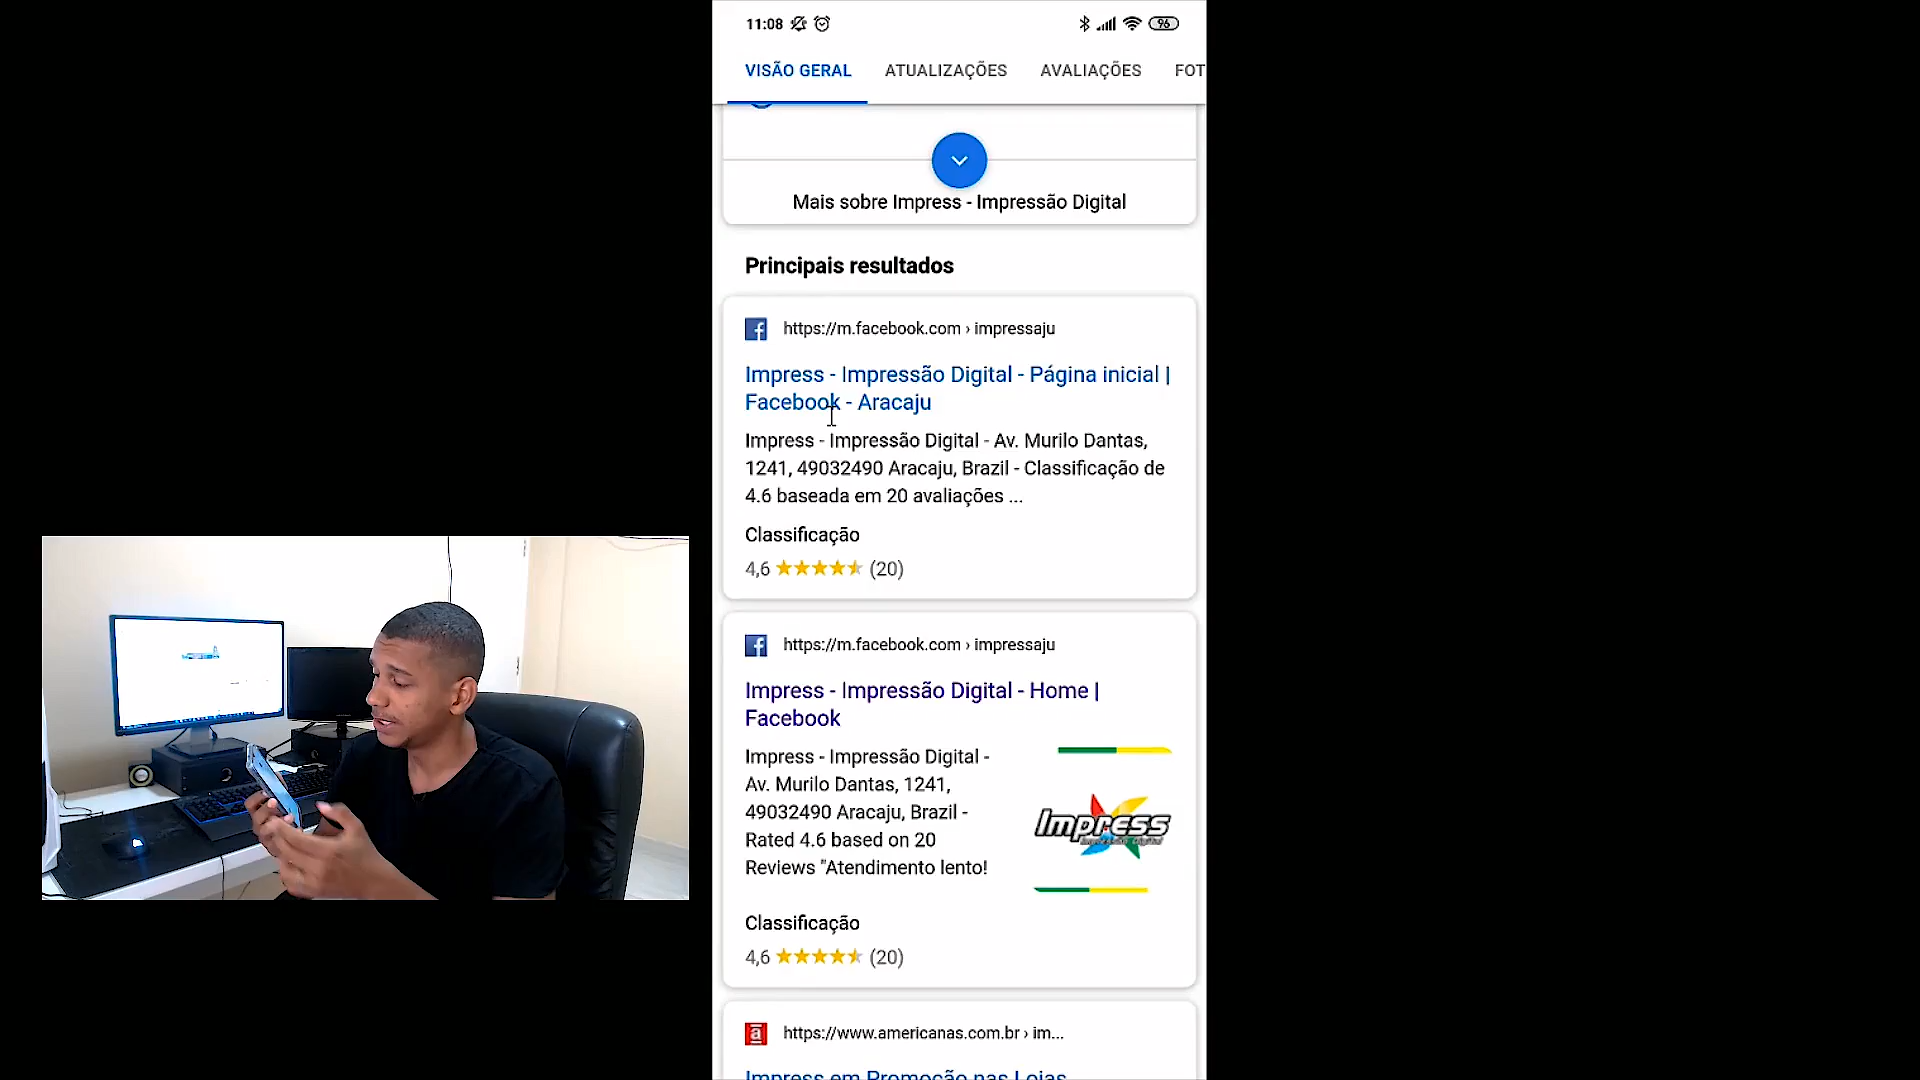 11:08
96
VISÃO GERAL ATUALIZAÇÕES AVALIAÇÕES FOT
Mais sobre Impress - Impressão Digital
Principais resultados
https://m.facebook.com › impressaju
Impress - Impressão Digital - Página inicial |
Facebook - Aracaju
Impress - Impressão Digital - Av. Murilo Dantas,
1241, 49032490 Aracaju, Brazil - Classificação de
4.6 baseada em 20 avaliações ...
Classificação
4,6 (20)
https://m.facebook.com › impressaju
Impress - Impressão Digital - Home |
Facebook
Impress - Impressão Digital -
Av. Murilo Dantas, 1241,
49032490 Aracaju, Brazil -
Rated 4.6 based on 20
Reviews "Atendimento lento!
Impress
Impressão Digital
Classificação
4,6 (20)
https://www.americanas.com.br › im...
Impress em Promoção nas Lojas